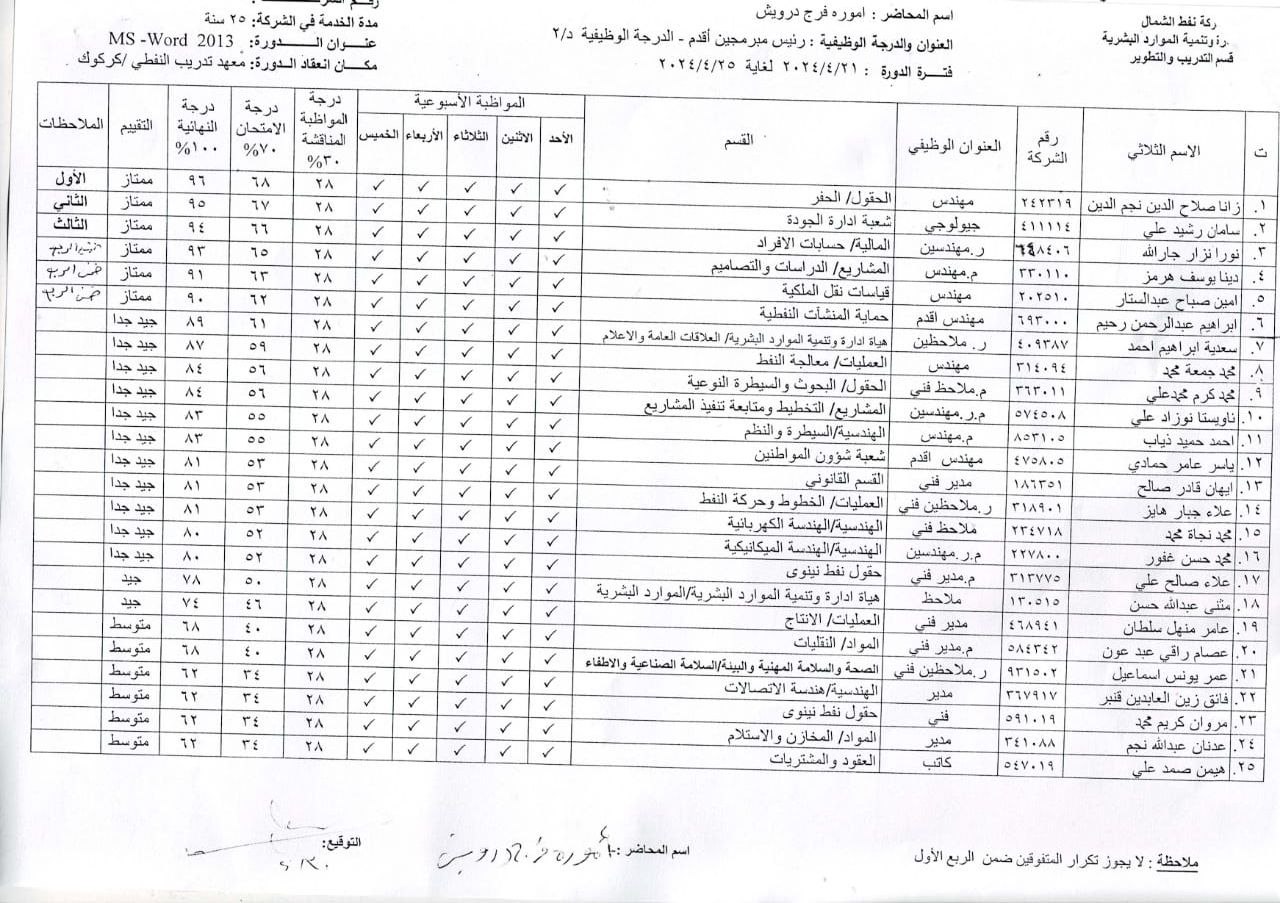 ركة نفط الشمال
رة وتنمية الموارد البشرية
قسم التدريب والتطوير
اسم المحاضر : اموره فرج درويش
العنوان والدرجة الوظيفية : رئيس مبرمجين أقدم - الدرجة الوظيفية د/٢
فتـرة الدورة : ٢٠٢٤/٤/٢١ لغاية ٢٠٢٤/٤/٢٥
مدة الخدمة في الشركة: ٢٥ سنة
عنـوان الـــدورة: MS -Word 2013
مكـان انعقـاد الـدورة: معهد تدريب النفطي /كركوك
ت الاسم الثلاثي رقم الشركة العنوان الوظيفي القسم المواظبة الأسبوعية الأحد الاثنين الثلاثاء الأربعاء الخميس درجة المواظبة المناقشة ٣٠% درجة الامتحان ٧٠% درجة النهائية ١٠٠% التقييم الملاحظات
١. زانا صلاح الدين نجم الدين ٢٤٢٣١٩ مهندس الحقول/ الحفر ✓ ✓ ✓ ✓ ✓ ٢٨ ٦٨ ٩٦ ممتاز الأول
٢. سامان رشيد علي ٤١١١١٤ جيولوجي شعبة ادارة الجودة ✓ ✓ ✓ ✓ ✓ ٢٨ ٦٧ ٩٥ ممتاز الثاني
٣. نورا نزار جارالله ٨٤٠٦ ر.مهندسين المالية/ حسابات الافراد ✓ ✓ ✓ ✓ ✓ ٢٨ ٦٦ ٩٤ ممتاز الثالث
٤. دينا يوسف هرمز ٣٣٠١١٠ م.مهندس المشاريع/ الدراسات والتصاميم ✓ ✓ ✓ ✓ ✓ ٢٨ ٦٥ ٩٣ ممتاز ضمن الربع
٥. امين صباح عبدالستار ٢٠٢٥١٠ مهندس قياسات نقل الملكية ✓ ✓ ✓ ✓ ✓ ٢٨ ٦٣ ٩١ ممتاز ضمن الربع
٦. ابراهيم عبدالرحمن رحيم ٦٩٣٠٠٠ مهندس اقدم حماية المنشآت النفطية ✓ ✓ ✓ ✓ ✓ ٢٨ ٦٢ ٩٠ ممتاز ضمن الربع
٧. سعدية ابراهيم احمد ٤٠٩٣٨٧ ر. ملاحظين هياة ادارة وتنمية الموارد البشرية/ العلاقات العامة والاعلام ✓ ✓ ✓ ✓ ✓ ٢٨ ٦١ ٨٩ جيد جدا
٨. محمد جمعة محمد ٣١٤٠٩٤ مهندس العمليات/ معالجة النفط ✓ ✓ ✓ ✓ ✓ ٢٨ ٥٩ ٨٧ جيد جدا
٩. محمد كرم محمدعلي ٣٦٣٠١١ م.ملاحظ فني الحقول/ البحوث والسيطرة النوعية ✓ ✓ ✓ ✓ ✓ ٢٨ ٥٦ ٨٤ جيد جدا
١٠. ناويستا نوزاد علي ٥٧٤٥٠٨ م.ر.مهندسين المشاريع/ التخطيط ومتابعة تنفيذ المشاريع ✓ ✓ ✓ ✓ ✓ ٢٨ ٥٦ ٨٤ جيد جدا
١١. احمد حميد ذياب ٨٥٣١٠٥ م.مهندس الهندسية/السيطرة والنظم ✓ ✓ ✓ ✓ ✓ ٢٨ ٥٥ ٨٣ جيد جدا
١٢. ياسر عامر حمادي ٤٧٥٨٠٥ مهندس اقدم شعبة شؤون المواطنين ✓ ✓ ✓ ✓ ✓ ٢٨ ٥٥ ٨٣ جيد جدا
١٣. ايهان قادر صالح ١٨٦٣٥١ مدير فني القسم القانوني ✓ ✓ ✓ ✓ ✓ ٢٨ ٥٣ ٨١ جيد جدا
١٤. علاء جبار هايز ٣١٨٩٠١ ر.ملاحظين فني العمليات/ الخطوط وحركة النفط ✓ ✓ ✓ ✓ ✓ ٢٨ ٥٣ ٨١ جيد جدا
١٥. محمد نجاة محمد ٢٣٤٧١٨ ملاحظ فني الهندسية/الهندسة الكهربائية ✓ ✓ ✓ ✓ ✓ ٢٨ ٥٣ ٨١ جيد جدا
١٦. محمد حسن غفور ٢٢٧٨٠٠ م.ر.مهندسين الهندسية/الهندسة الميكانيكية ✓ ✓ ✓ ✓ ✓ ٢٨ ٥٢ ٨٠ جيد جدا
١٧. علاء صالح علي ٣١٣٧٧٥ م.مدير فني حقول نفط نينوى ✓ ✓ ✓ ✓ ✓ ٢٨ ٥٢ ٨٠ جيد جدا
١٨. مثنى عبدالله حسن ١٣٠٥١٥ ملاحظ هياة ادارة وتنمية الموارد البشرية/الموارد البشرية ✓ ✓ ✓ ✓ ✓ ٢٨ ٥٠ ٧٨ جيد
١٩. عامر منهل سلطان ٤٦٨٩٤١ مدير فني العمليات/ الانتاج ✓ ✓ ✓ ✓ ✓ ٢٨ ٤٦ ٧٤ جيد
٢٠. عصام راقي عبد عون ٥٨٤٣٤٢ م.مدير فني المواد/ النقليات ✓ ✓ ✓ ✓ ✓ ٢٨ ٤٠ ٦٨ متوسط
٢١. عمر يونس اسماعيل ٩٣١٥٠٢ ر.ملاحظين فني الصحة والسلامة المهنية والبيئة/السلامة الصناعية والاطفاء ✓ ✓ ✓ ✓ ✓ ٢٨ ٤٠ ٦٨ متوسط
٢٢. فائق زين العابدين قنبر ٣٦٧٩١٧ مدير الهندسية/هندسة الاتصالات ✓ ✓ ✓ ✓ ✓ ٢٨ ٣٤ ٦٢ متوسط
٢٣. مروان كريم محمد ٥٩١٠١٩ فني حقول نفط نينوى ✓ ✓ ✓ ✓ ✓ ٢٨ ٣٤ ٦٢ متوسط
٢٤. عدنان عبدالله نجم ٣٤١٠٨٨ مدير المواد/ المخازن والاستلام ✓ ✓ ✓ ✓ ✓ ٢٨ ٣٤ ٦٢ متوسط
٢٥. هيمن صمد علي ٥٤٧٠١٩ كاتب العقود والمشتريات ✓ ✓ ✓ ✓ ✓ ٢٨ ٣٤ ٦٢ متوسط
ملاحظة : لا يجوز تكرار المتفوقين ضمن الربع الأول
اسم المحاضر : أموره فرج درويش
التوقيع: